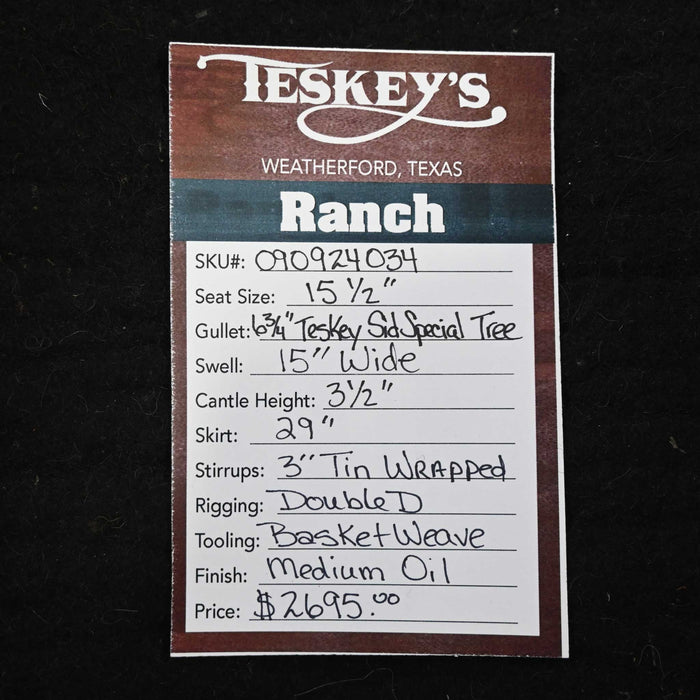 TESKEY'S
WEATHERFORD, TEXAS
Ranch
SKU#: 090924034
Seat Size: 15 1/2"
Gullet: 6 3/4" Teskey Sid Special Tree
Swell: 15" Wide
Cantle Height: 3 1/2"
Skirt: 29"
Stirrups: 3" Tin WRAPPed
Rigging: Double D
Tooling: Basket Weave
Finish: Medium Oil
Price: $2695.00